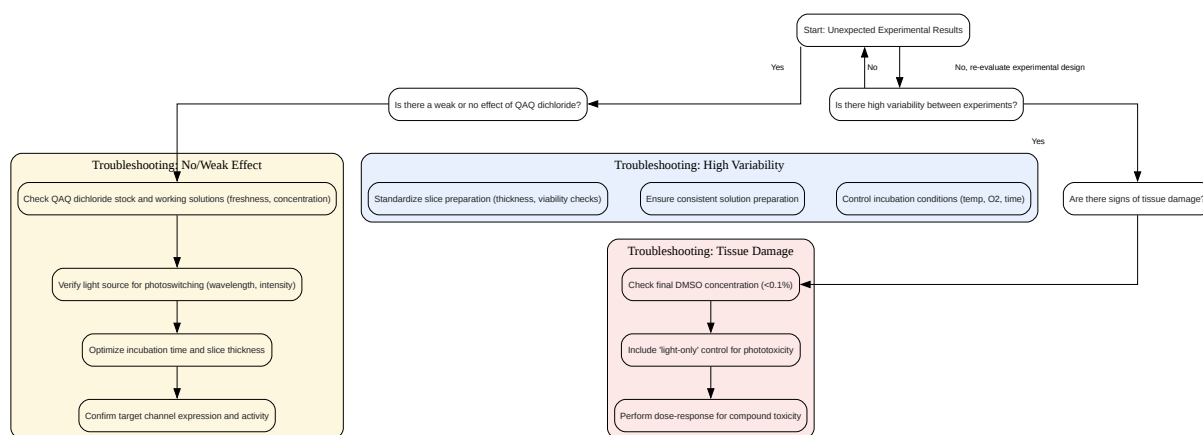 Start: Unexpected Experimental Results
Yes
No
No, re-evaluate experimental design
Is there a weak or no effect of QAQ dichloride?
Is there high variability between experiments?
Yes
Troubleshooting: No/Weak Effect
Troubleshooting: High Variability
Check QAQ dichloride stock and working solutions (freshness, concentration)
Standardize slice preparation (thickness, viability checks)
Ensure consistent solution preparation
Control incubation conditions (temp, O2, time)
Are there signs of tissue damage?
Troubleshooting: Tissue Damage
Verify light source for photoswitching (wavelength, intensity)
Check final DMSO concentration (<0.1%)
Optimize incubation time and slice thickness
Include 'light-only' control for phototoxicity
Confirm target channel expression and activity
Perform dose-response for compound toxicity